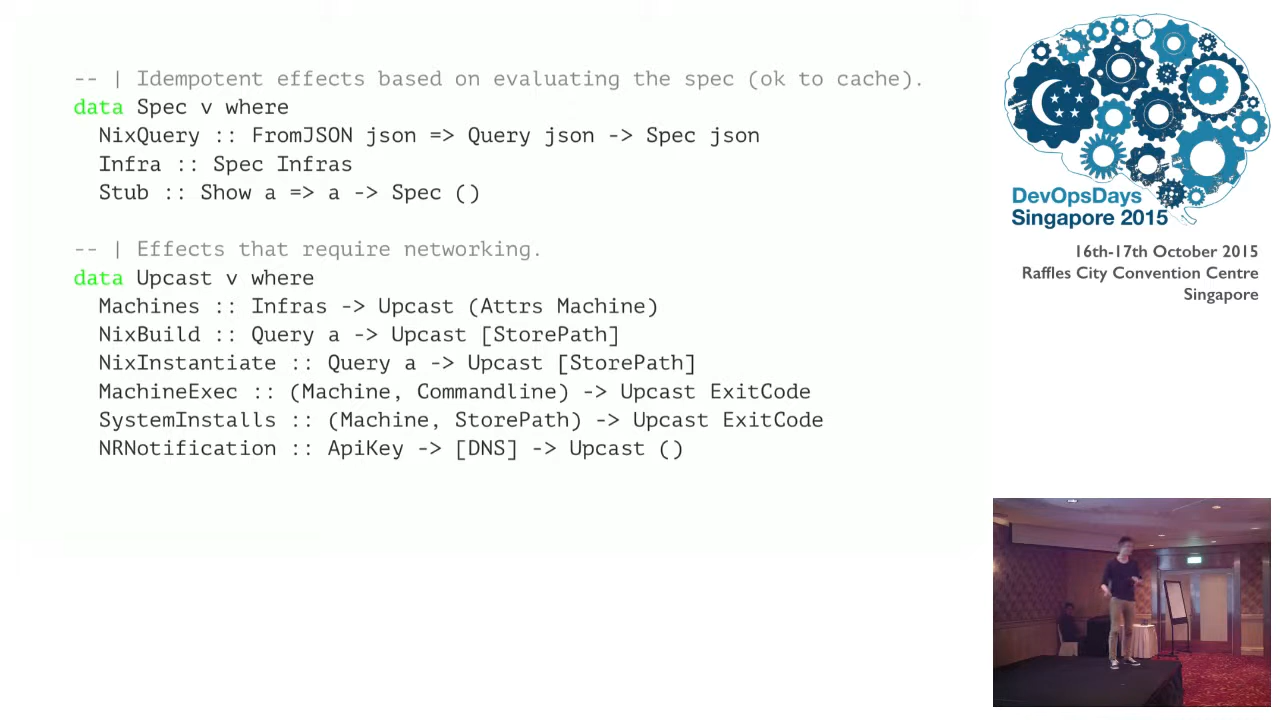 -- | Idempotent effects based on evaluating the spec (ok to cache).
data Spec v where
  NixQuery :: FromJSON json => Query json -> Spec json
  Infra :: Spec Infras
  Stub :: Show a => a -> Spec ()
-- | Effects that require networking.
data Upcast v where
  Machines :: Infras -> Upcast (Attrs Machine)
  NixBuild :: Query a -> Upcast [StorePath]
  NixInstantiate :: Query a -> Upcast [StorePath]
  MachineExec :: (Machine, Commandline) -> Upcast ExitCode
  SystemInstalls :: (Machine, StorePath) -> Upcast ExitCode
  NRNotification :: ApiKey -> [DNS] -> Upcast ()
DevOpsDays
Singapore 2015
16th-17th October 2015
Raffles City Convention Centre
Singapore